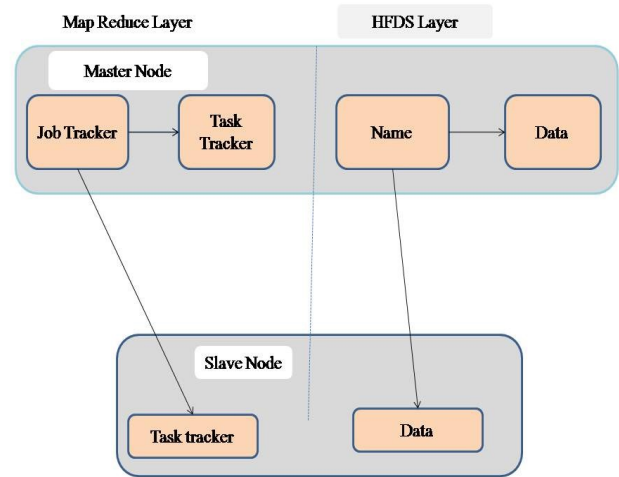 Map Reduce Layer
HFDS Layer
Master Node
Job Tracker
Task
Tracker
Name
Data
Slave Node
Task tracker
Data